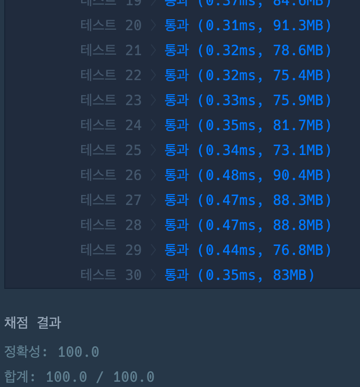 테스트 19 〉 통과 (0.37ms, 84.6MB)
테스트 20 〉 통과 (0.31ms, 91.3MB)
테스트 21 〉 통과 (0.32ms, 78.6MB)
테스트 22 〉 통과 (0.32ms, 75.4MB)
테스트 23 〉 통과 (0.33ms, 75.9MB)
테스트 24 〉 통과 (0.35ms, 81.7MB)
테스트 25 〉 통과 (0.34ms, 73.1MB)
테스트 26 〉 통과 (0.48ms, 90.4MB)
테스트 27 〉 통과 (0.47ms, 88.3MB)
테스트 28 〉 통과 (0.47ms, 88.8MB)
테스트 29 〉 통과 (0.44ms, 76.8MB)
테스트 30 〉 통과 (0.35ms, 83MB)
채점 결과
정확성: 100.0
합계: 100.0 / 100.0